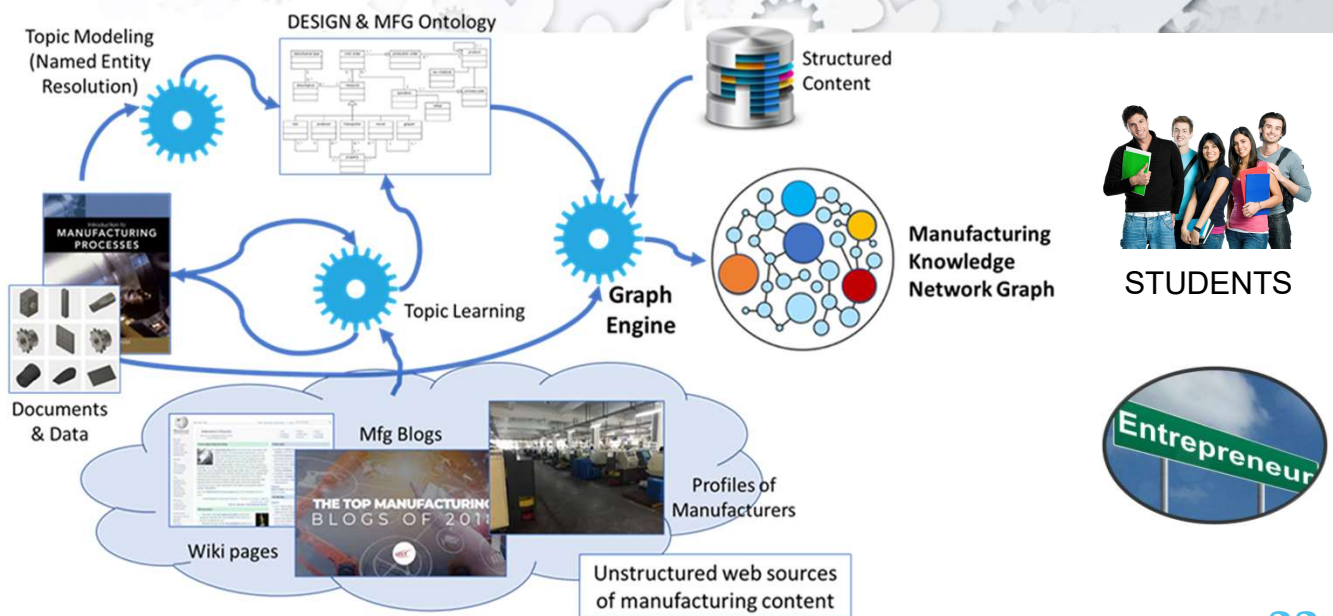 DESIGN & MFG Ontology
Topic Modeling
(Named Entity
Resolution)
Structured
Content
Introduction to
MANUFACTURING
PROCESSES
Manufacturing
Knowledge
Network Graph
STUDENTS
Topic Learning
Graph
Engine
Documents
& Data
Mfg Blogs
THE TOP MANUFACTURING
BLOGS OF 2018
Profiles of
Manufacturers
Wiki pages
Unstructured web sources
of manufacturing content
Entrepreneur